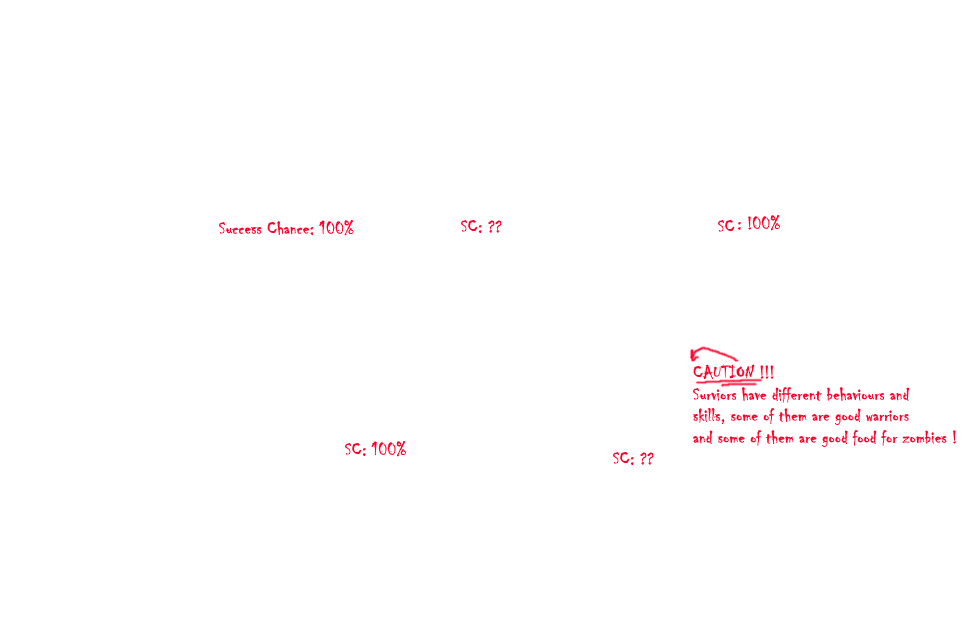 Success Chance: 100%
SC: ??
SC: 100%
CAUTION !!!
Surviors have different behaviours and
skills, some of them are good warriors
and some of them are good food for zombies !
SC: 100%
SC: ??